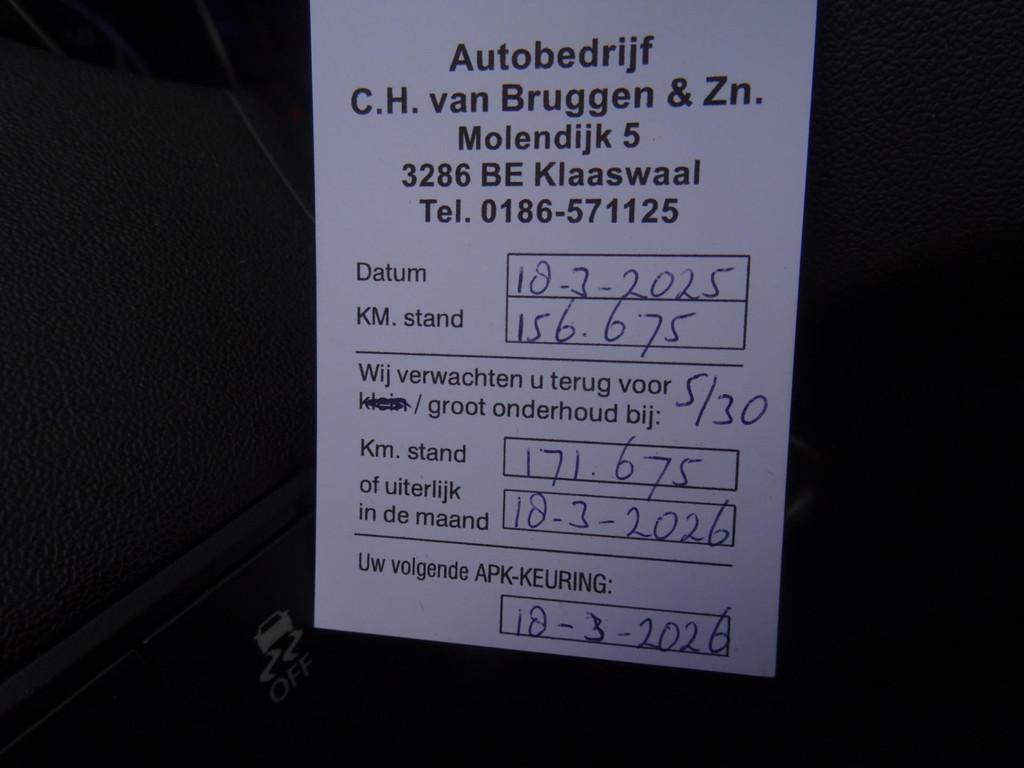 Autobedrijf
C.H. van Bruggen & Zn.
Molendijk 5
3286 BE Klaaswaal
Tel. 0186-571125
Datum 18-3-2025
KM. stand 156.675
Wij verwachten u terug voor 5/30
klein / groot onderhoud bij:
Km. stand 171.675
of uiterlijk
in de maand 18-3-2026
Uw volgende APK-KEURING:
18-3-2026
OFF